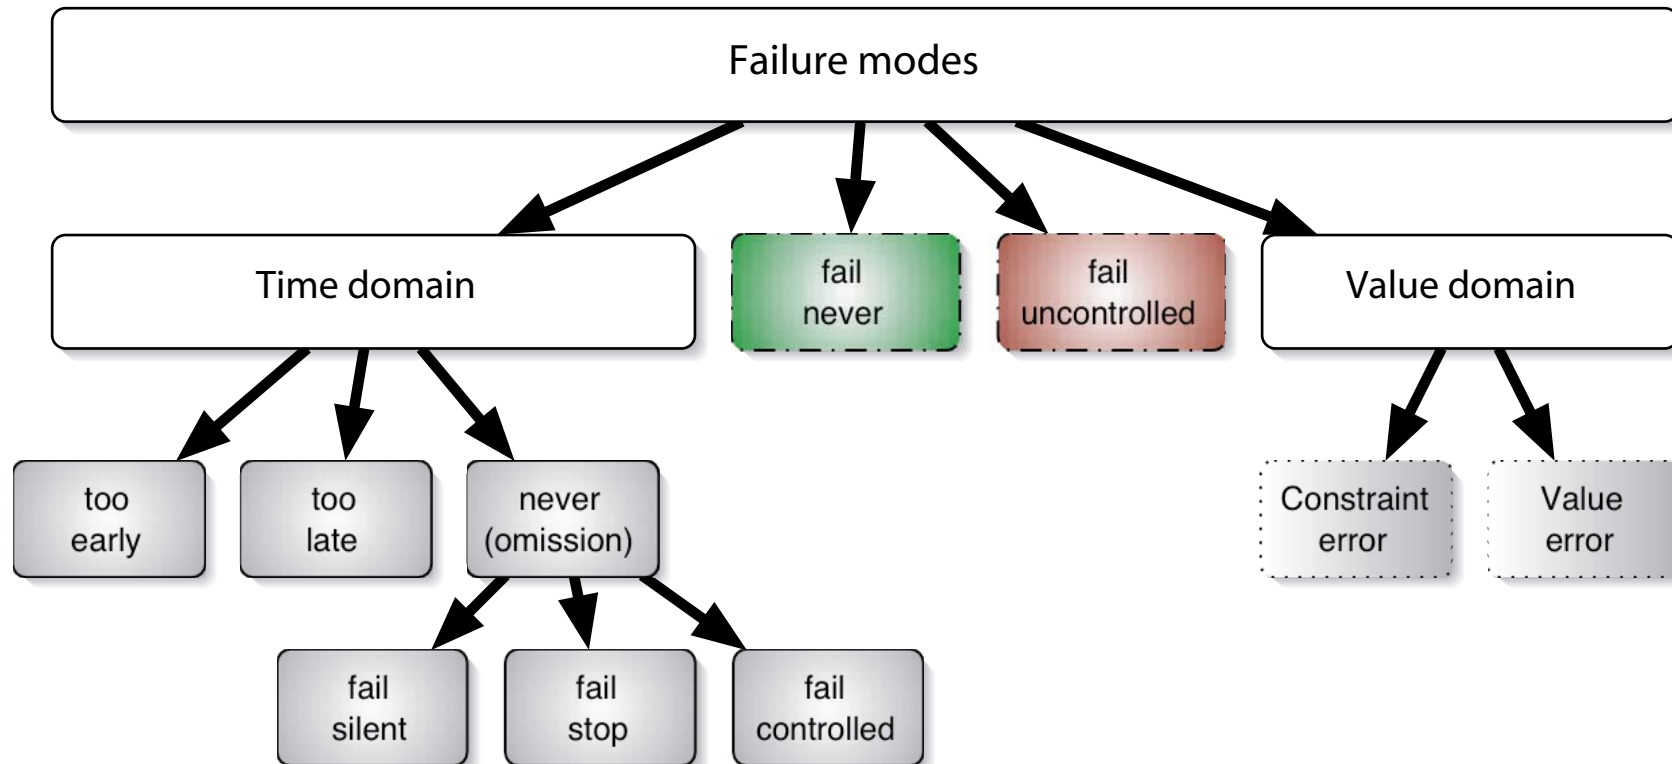 Failure modes
Time domain
fail
never
fail
uncontrolled
Value domain
too
early
too
late
never
(omission)
Constraint
error
Value
error
fail
silent
fail
stop
fail
controlled